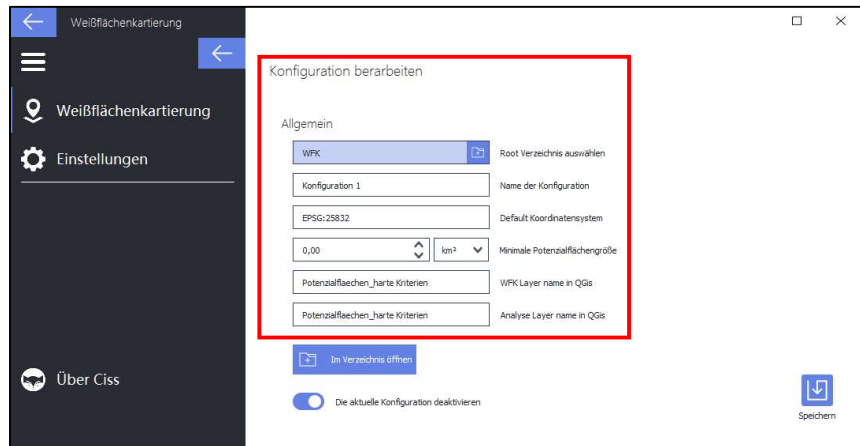 Weißflächenkartierung
Weißflächenkartierung
Einstellungen
Über Ciss
Konfiguration berarbeiten
Allgemein
WFK Root Verzeichnis auswählen
Konfiguration 1 Name der Konfiguration
EPSG:25832 Default Koordinatensystem
0,00 km² Minimale Potenzialflächengröße
Potenzialflaechen_harte Kriterien WFK Layer name in QGis
Potenzialflaechen_harte Kriterien Analyse Layer name in QGis
Im Verzeichnis öffnen
Die aktuelle Konfiguration deaktivieren
Speichern